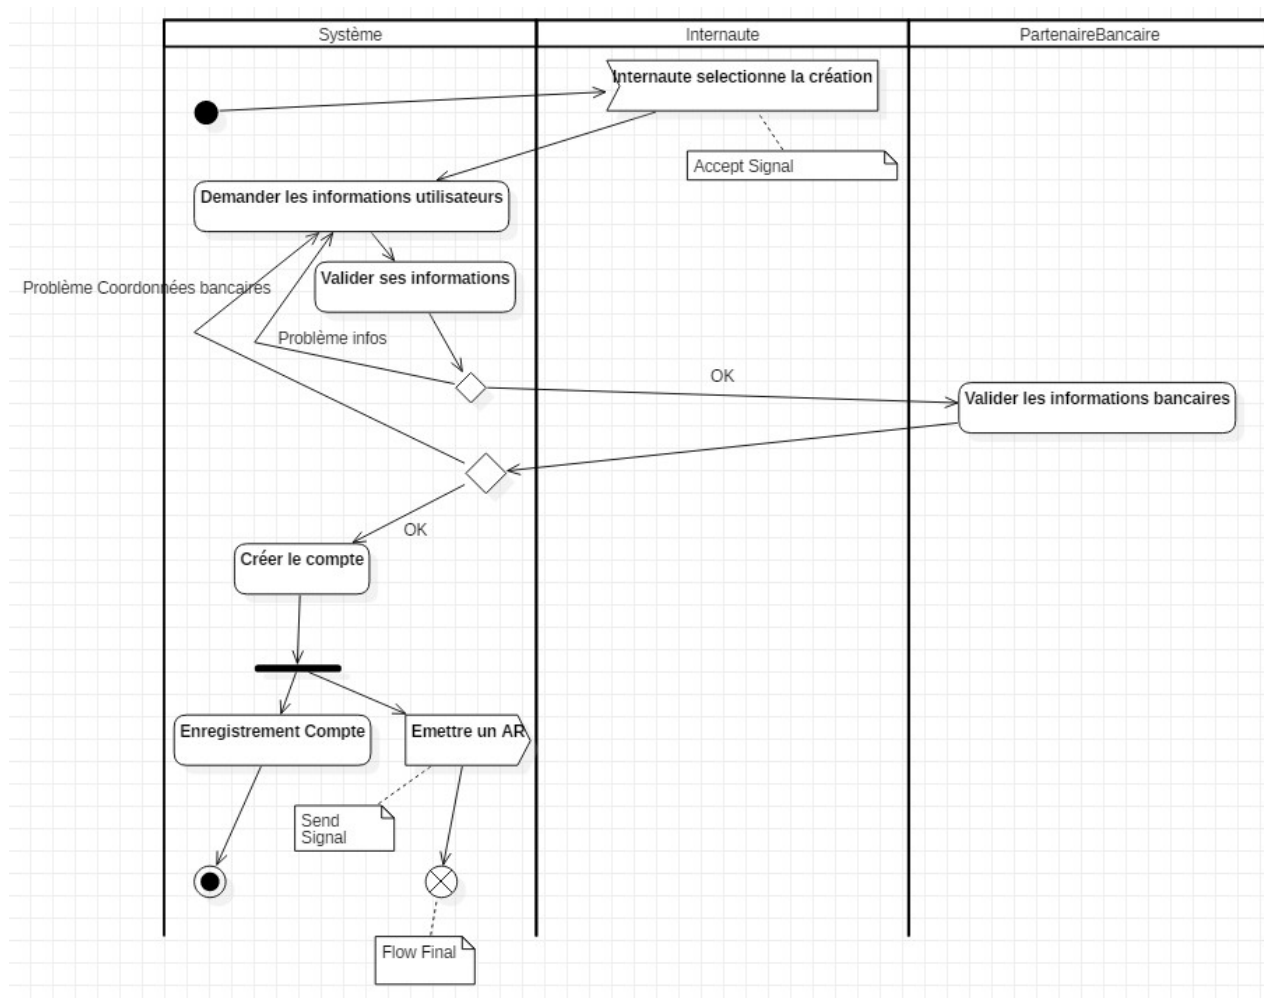 Système
Internaute
PartenaireBancaire
Internaute selectionne la création
Accept Signal
Demander les informations utilisateurs
Valider ses informations
Problème Coordonnées bancaires
Problème infos
OK
Valider les informations bancaires
OK
Créer le compte
Enregistrement Compte
Emettre un AR
Send
Signal
Flow Final